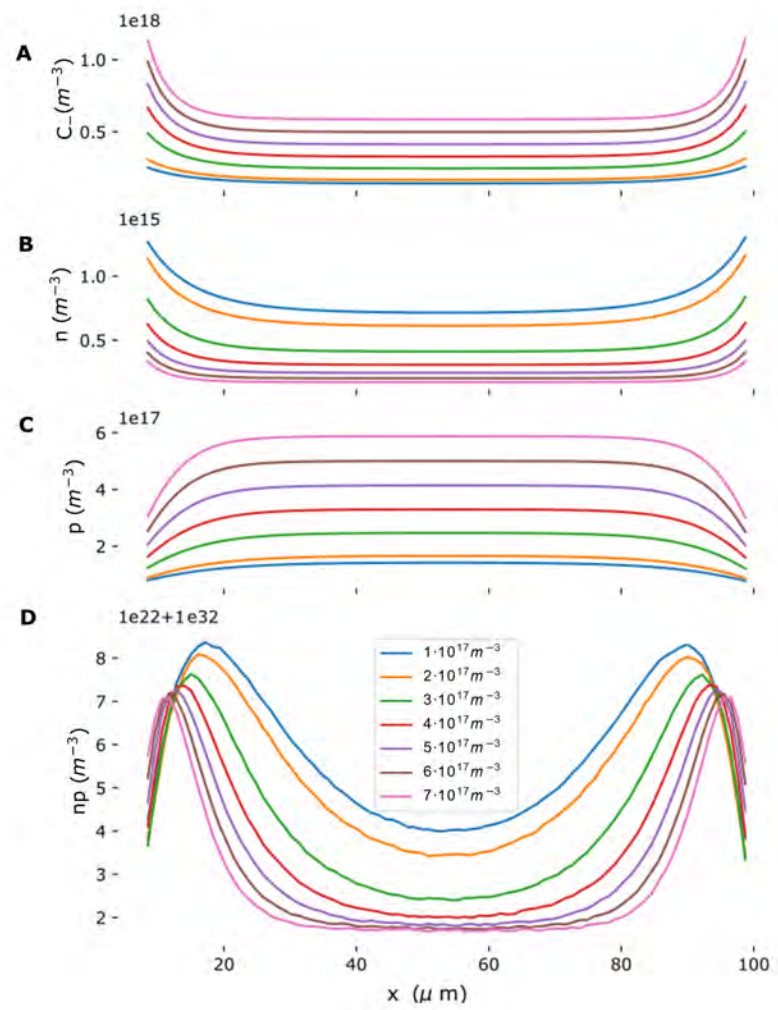 1e18
A
C₋(m⁻³)
1.0
0.5
1e15
B
n (m⁻³)
1.0
0.5
1e17
C
p (m⁻³)
6
4
2
D
1e22+1e32
np (m⁻³)
8
7
6
5
4
3
2
1·10¹⁷m⁻³
2·10¹⁷m⁻³
3·10¹⁷m⁻³
4·10¹⁷m⁻³
5·10¹⁷m⁻³
6·10¹⁷m⁻³
7·10¹⁷m⁻³
20 40 60 80 100
x (μ m)